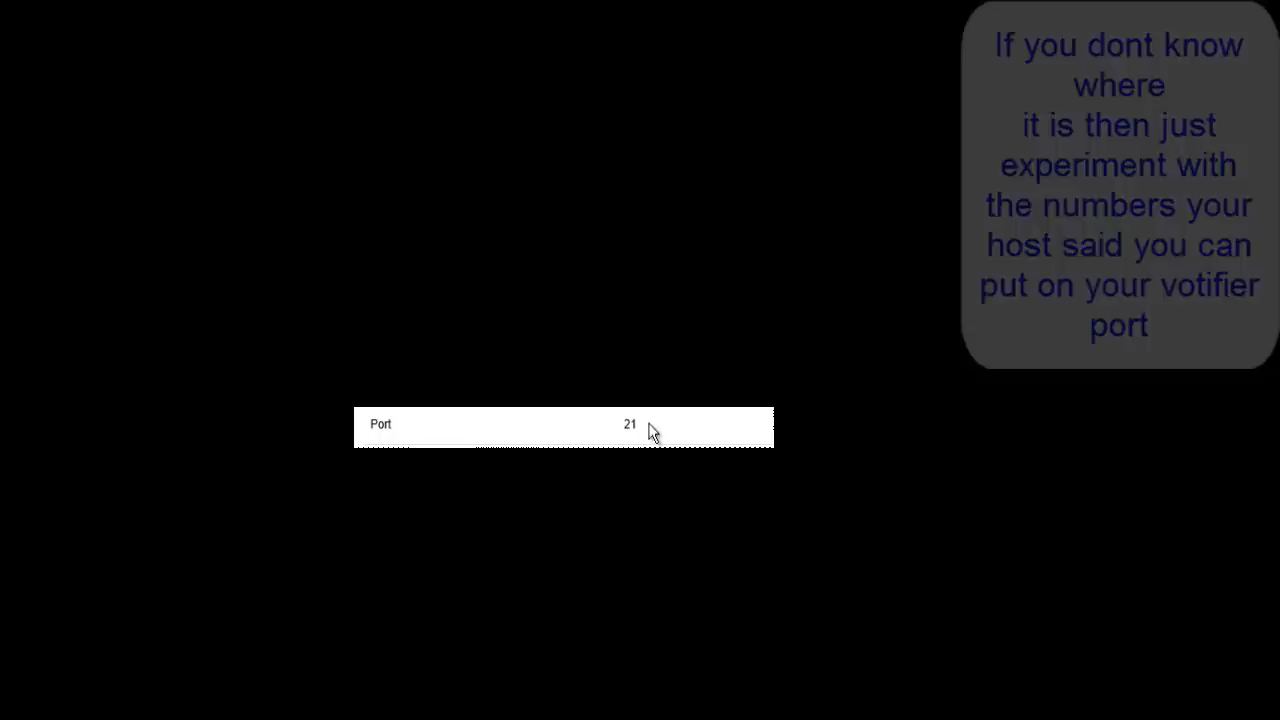 If you dont know
where
it is then just
experiment with
the numbers your
host said you can
put on your votifier
port
Port 21